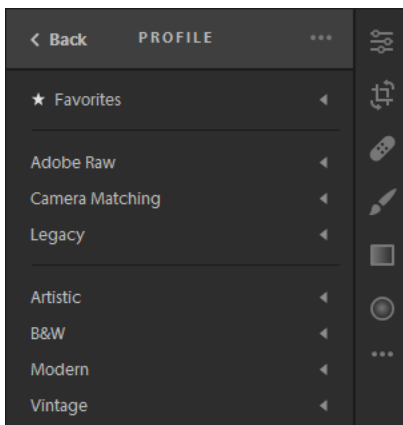 Back PROFILE
Favorites
Adobe Raw
Camera Matching
Legacy
Artistic
B&W
Modern
Vintage